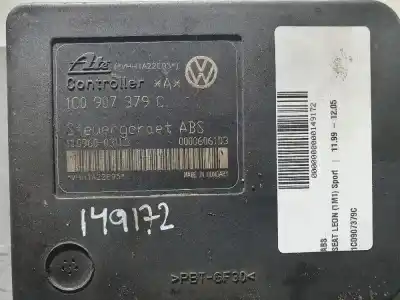 Ate
Controller *A*
1C0 907 379 C
Steuergeraet ABS
MADE IN HUNGARY
149172
>PBT-GF30<
ABS
SEAT LEON (1M1) Sport | 11.99 - 12.05
1C0907379C